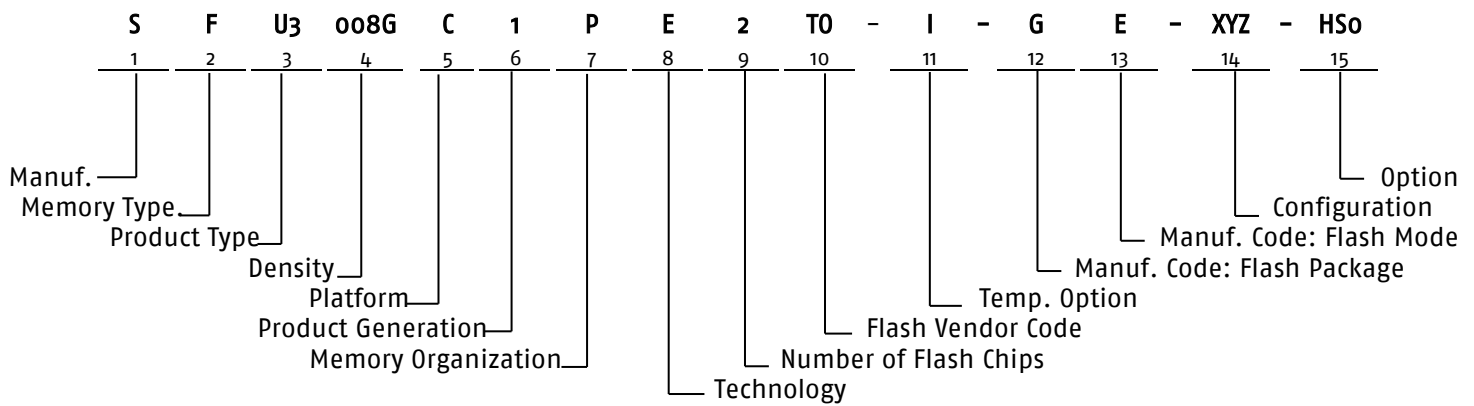 S F U3 008G C 1 P E 2 TO - I - G E - XYZ - HS0
1 2 3 4 5 6 7 8 9 10 11 12 13 14 15
Manuf. Option
Memory Type. Configuration
Product Type Manuf. Code: Flash Mode
Density Manuf. Code: Flash Package
Platform Temp. Option
Product Generation Flash Vendor Code
Memory Organization Number of Flash Chips
Technology